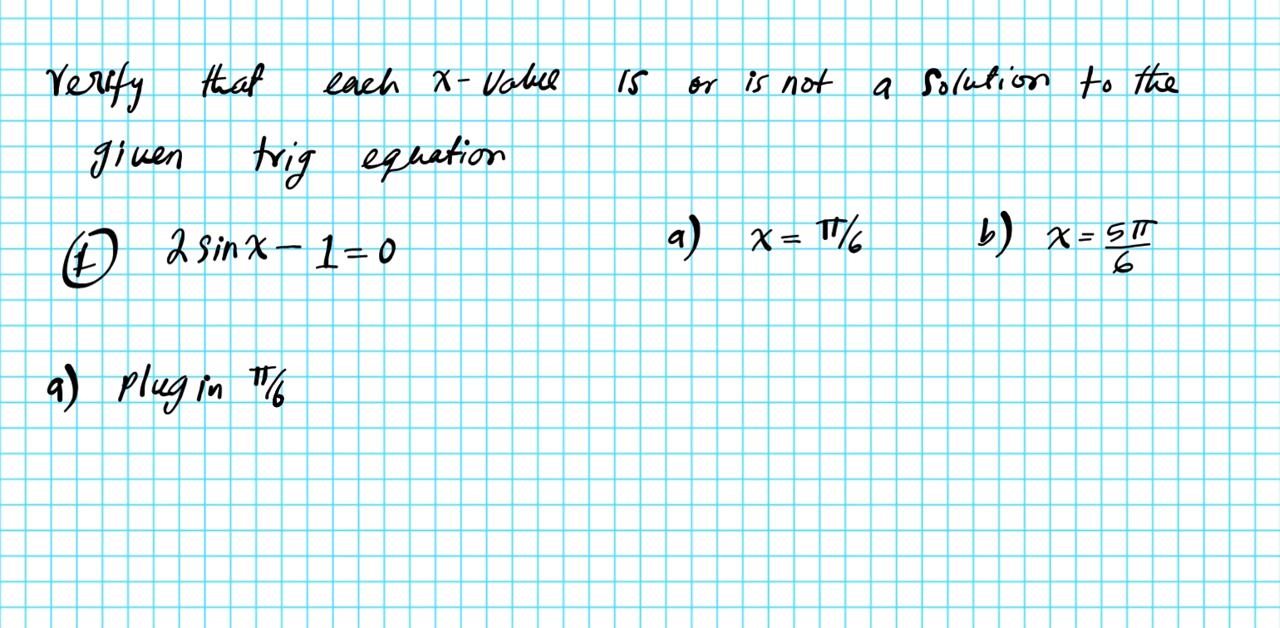 Verify that each x-value is or is not a solution to the
given trig equation
① 2 sin x - 1 = 0 a) x = π/6 b) x = 5π/6
a) plug in π/6